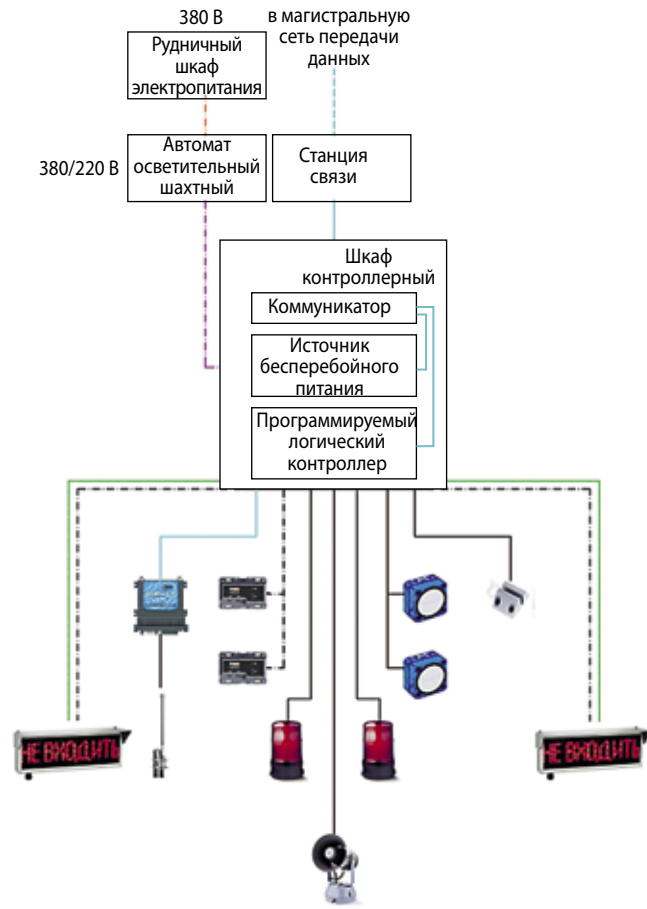 380 В
Рудничный
шкаф
электропитания
в магистральную
сеть передачи
данных
380/220 В
Автомат
осветительный
шахтный
Станция
связи
Шкаф
контроллерный
Коммуникатор
Источник
бесперебойного
питания
Программируемый
логический
контроллер
НЕ ВХОДИТЬ
НЕ ВХОДИТЬ